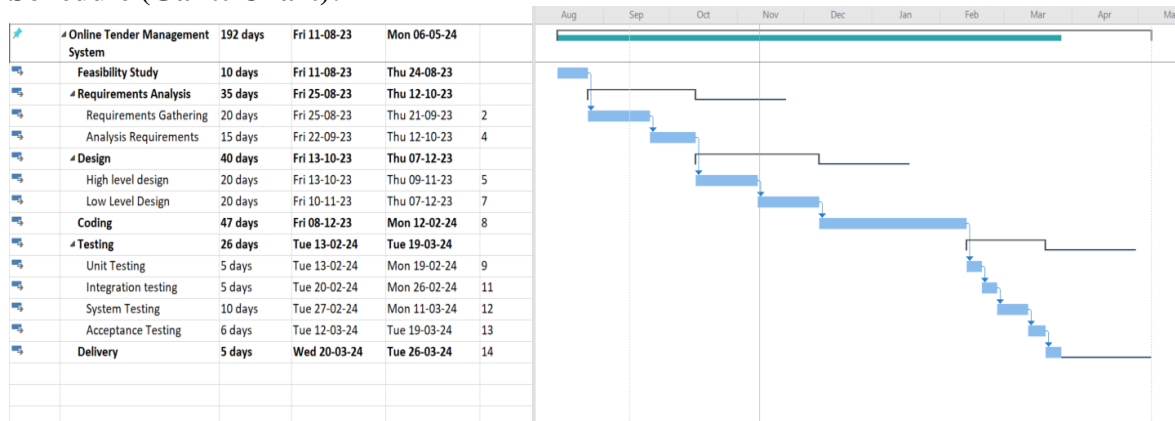 Schedule (Gantt Chart):
Aug Sep Oct Nov Dec Jan Feb Mar Apr Ma
Online Tender Management System 192 days Fri 11-08-23 Mon 06-05-24
Feasibility Study 10 days Fri 11-08-23 Thu 24-08-23
Requirements Analysis 35 days Fri 25-08-23 Thu 12-10-23
Requirements Gathering 20 days Fri 25-08-23 Thu 21-09-23 2
Analysis Requirements 15 days Fri 22-09-23 Thu 12-10-23 4
Design 40 days Fri 13-10-23 Thu 07-12-23
High level design 20 days Fri 13-10-23 Thu 09-11-23 5
Low Level Design 20 days Fri 10-11-23 Thu 07-12-23 7
Coding 47 days Fri 08-12-23 Mon 12-02-24 8
Testing 26 days Tue 13-02-24 Tue 19-03-24
Unit Testing 5 days Tue 13-02-24 Mon 19-02-24 9
Integration testing 5 days Tue 20-02-24 Mon 26-02-24 11
System Testing 10 days Tue 27-02-24 Mon 11-03-24 12
Acceptance Testing 6 days Tue 12-03-24 Tue 19-03-24 13
Delivery 5 days Wed 20-03-24 Tue 26-03-24 14